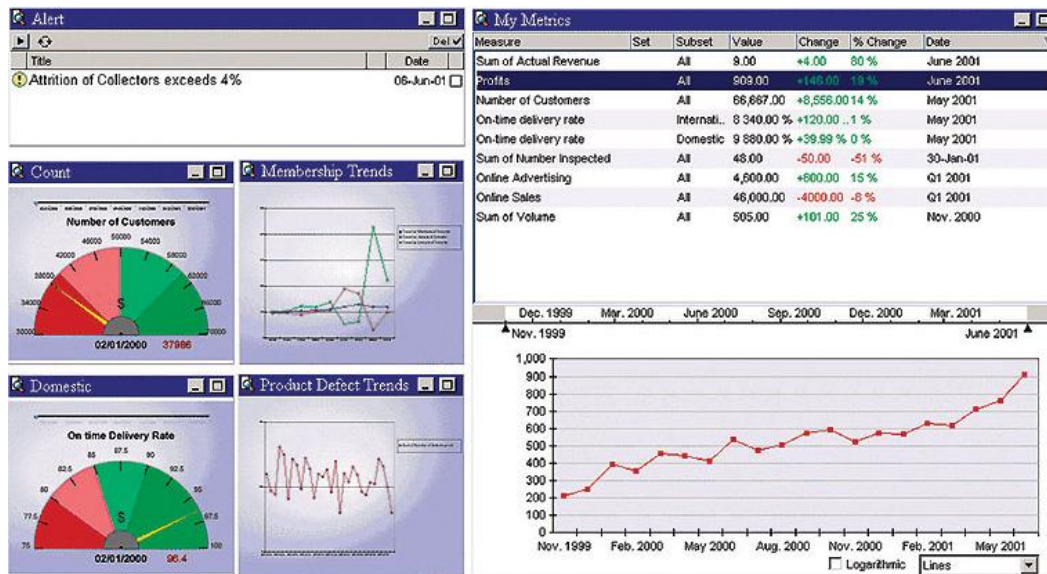 Alert
Del
Title Date
Attrition of Collectors exceeds 4% 06-Jun-01
Count
Number of Customers
30000 34000 38000 42000 46000 50000 54000 58000 62000 66000 70000
$
02/01/2000 37986
Membership Trends
Domestic
On time Delivery Rate
75 77.5 80 82.5 85 87.5 90 92.5 95 100
$
02/01/2000 96.4
Product Defect Trends
My Metrics
Measure Set Subset Value Change % Change Date
Sum of Actual Revenue All 9.00 +4.00 80 % June 2001
Profits All 909.00 +146.00 19 % June 2001
Number of Customers All 66,667.00 +8,556.00 14 % May 2001
On-time delivery rate Internati.. 8 340.00 % +120.00 ..1 % May 2001
On-time delivery rate Domestic 9 880.00 % +39.99 % 0 % May 2001
Sum of Number Inspected All 48.00 -50.00 -51 % 30-Jan-01
Online Advertising All 4,600.00 +600.00 15 % Q1 2001
Online Sales All 46,000.00 -4000.00 -8 % Q1 2001
Sum of Volume All 505.00 +101.00 25 % Nov. 2000
Dec. 1999 Mar. 2000 June 2000 Sep. 2000 Dec. 2000 Mar. 2001
Nov. 1999 June 2001
1,000
900
800
700
600
500
400
300
200
100
0
Nov. 1999 Feb. 2000 May 2000 Aug. 2000 Nov. 2000 Feb. 2001 May 2001
Logarithmic Lines